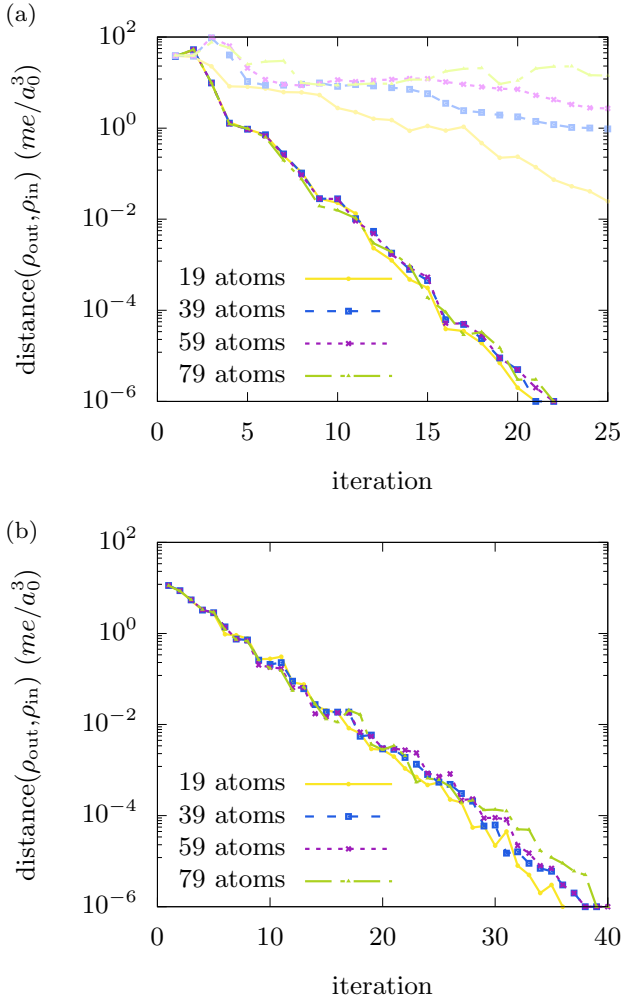 (a)
10^2
10^0
10^−2
10^−4
10^−6
distance(ρ_out,ρ_in) (me/a_0^3)
19 atoms
39 atoms
59 atoms
79 atoms
0 5 10 15 20 25
iteration
(b)
10^2
10^0
10^−2
10^−4
10^−6
distance(ρ_out,ρ_in) (me/a_0^3)
19 atoms
39 atoms
59 atoms
79 atoms
0 10 20 30 40
iteration